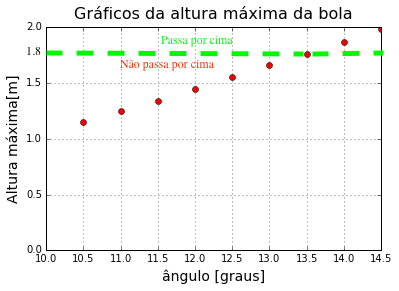 Gráficos da altura máxima da bola
2.0
Passa por cima
1.8
Não passa por cima
1.5
Altura máxima[m]
1.0
0.5
0.0
10.0 10.5 11.0 11.5 12.0 12.5 13.0 13.5 14.0 14.5
ângulo [graus]